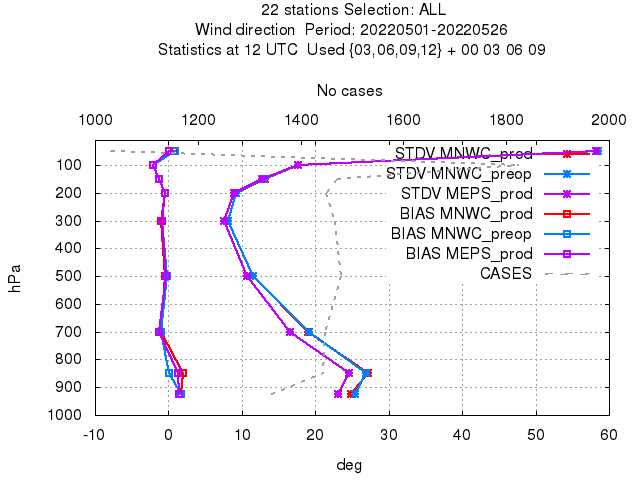 22 stations Selection: ALL
Wind direction  Period: 20220501-20220526
Statistics at 12 UTC  Used {03,06,09,12} + 00 03 06 09
No cases
1000 1200 1400 1600 1800 2000
STDV MNWC_prod
STDV MNWC_preop
STDV MEPS_prod
BIAS MNWC_prod
BIAS MNWC_preop
BIAS MEPS_prod
CASES
100
200
300
400
500
600
700
800
900
1000
hPa
-10 0 10 20 30 40 50 60
deg